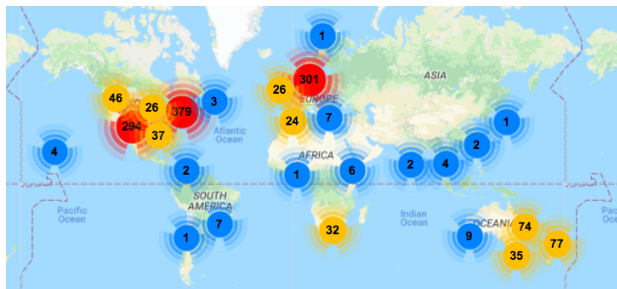 1
ASIA
301
26
EUROPE
46
26
3
379
294
37
24
7
Atlantic
Ocean
1
2
4
AFRICA
2
4
2
1
6
SOUTH
AMERICA
Pacific
Ocean
7
1
32
Indian
Ocean
9
OCEANIA
74
77
35
Pac
Oc